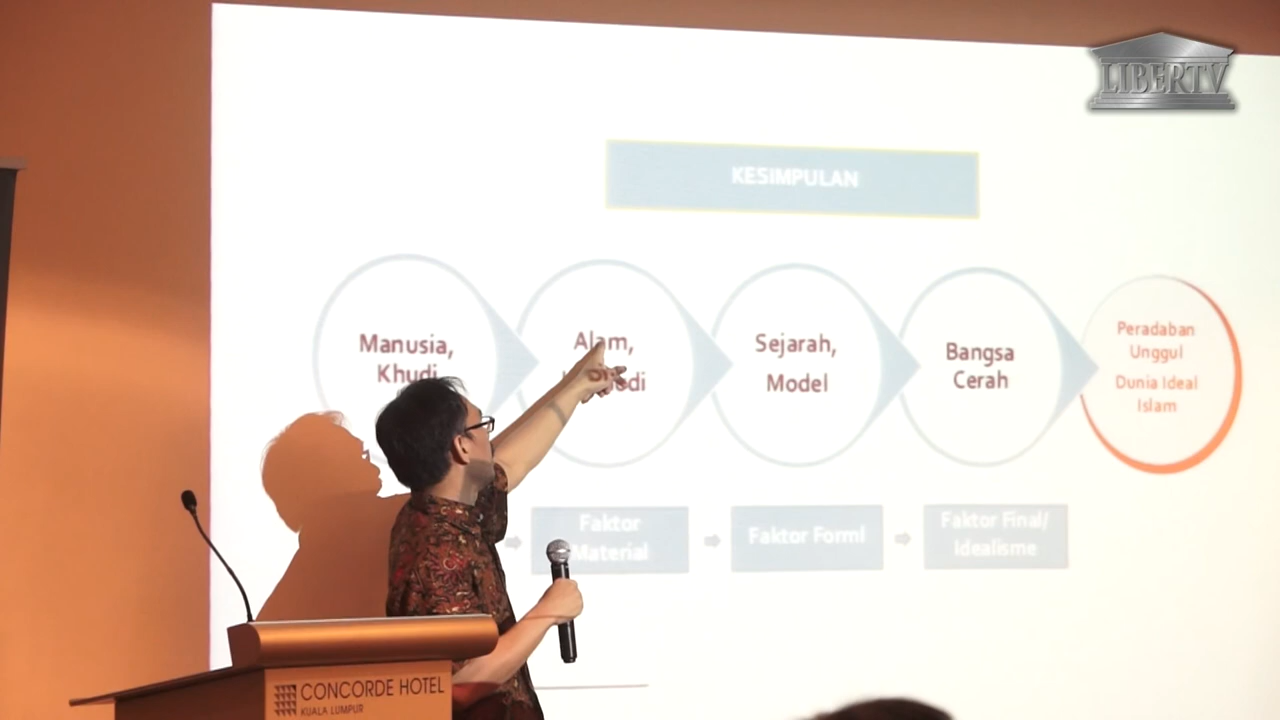 LIBERTV
KESIMPULAN
Manusia,
Khudi
Alam,
Sejarah,
Model
Bangsa
Cerah
Peradaban
Unggul
Dunia Ideal
Islam
Faktor
Material
Faktor Forml
Faktor Final/
Idealisme
CONCORDE HOTEL
KUALA LUMPUR